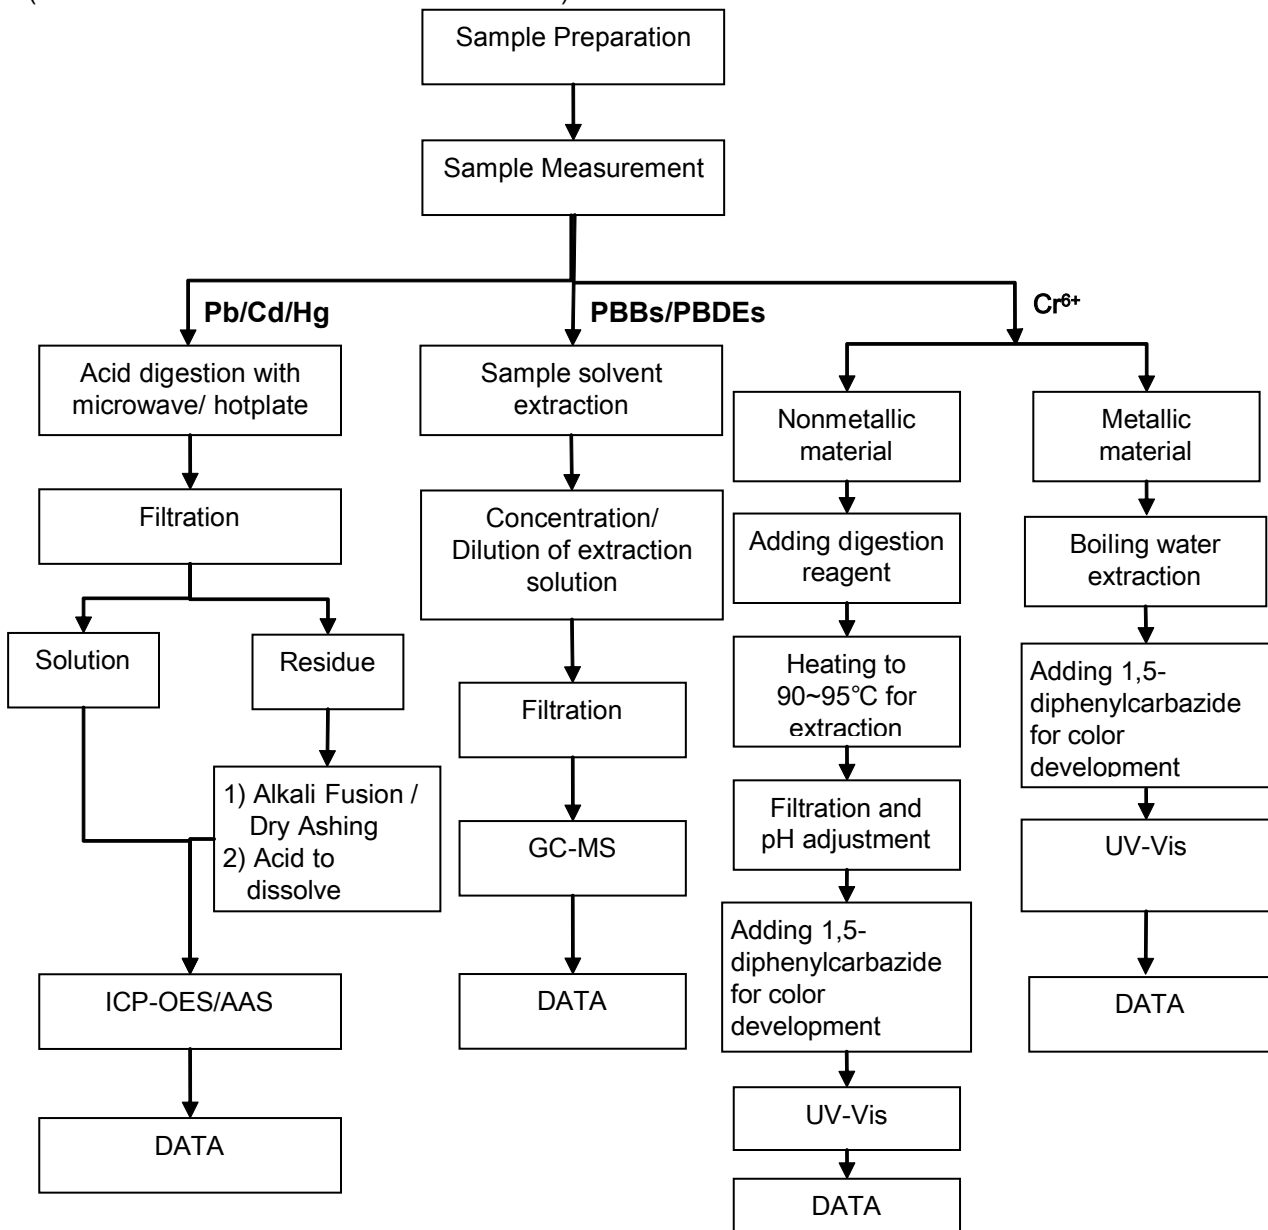 Sample Preparation
Sample Measurement
Pb/Cd/Hg
PBBs/PBDEs
Cr6+
Acid digestion with
microwave/ hotplate
Filtration
Solution
Residue
1) Alkali Fusion /
Dry Ashing
2) Acid to
dissolve
ICP-OES/AAS
DATA
Sample solvent
extraction
Concentration/
Dilution of extraction
solution
Filtration
GC-MS
DATA
Nonmetallic
material
Adding digestion
reagent
Heating to
90~95℃ for
extraction
Filtration and
pH adjustment
Adding 1,5-
diphenylcarbazide
for color
development
UV-Vis
DATA
Metallic
material
Boiling water
extraction
Adding 1,5-
diphenylcarbazide
for color
development
UV-Vis
DATA